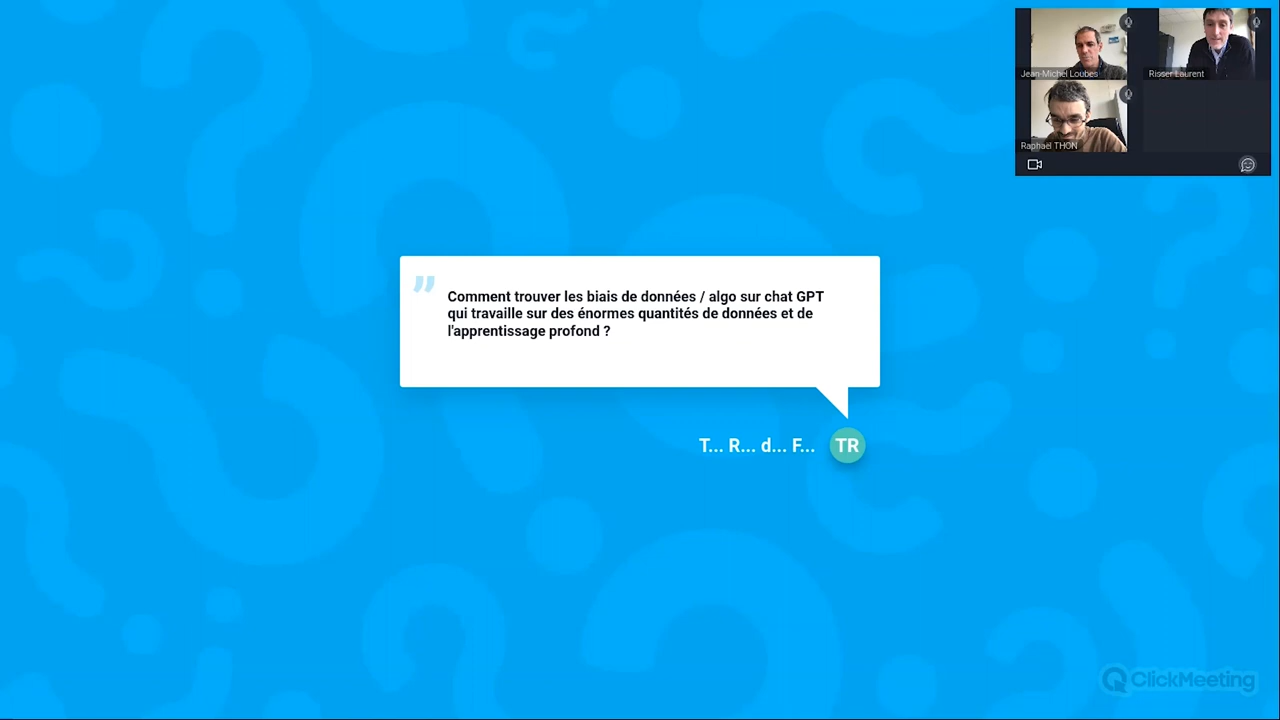 Jean-Michel Loubes
Risser Laurent
Raphaël THON
Comment trouver les biais de données / algo sur chat GPT
qui travaille sur des énormes quantités de données et de
l'apprentissage profond ?
T... R... d... F...
TR
ClickMeeting